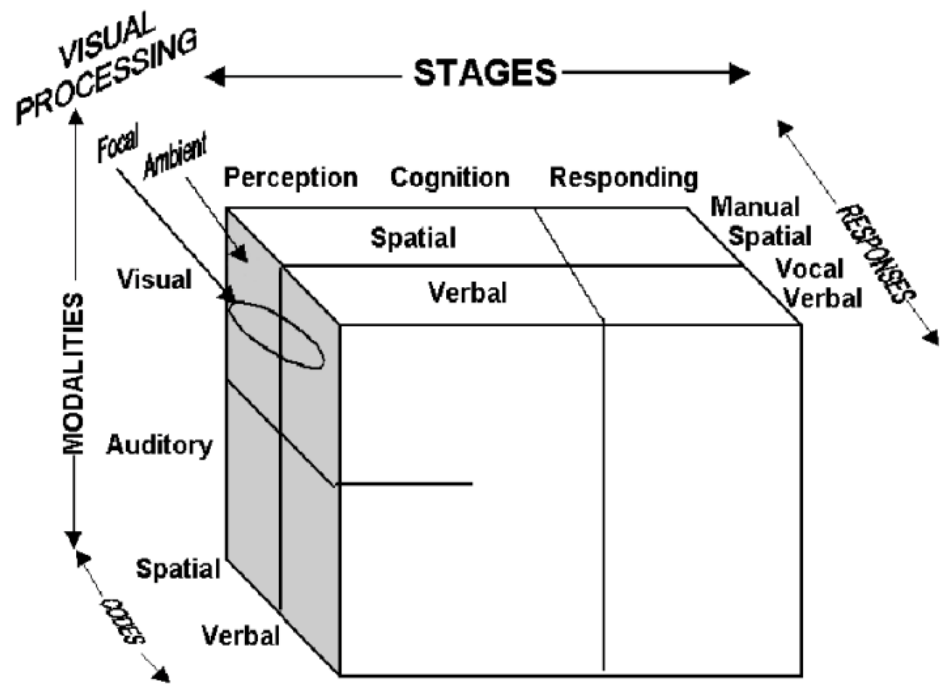 VISUAL
PROCESSING
STAGES
Focal
Ambient
Perception Cognition Responding
Manual
Spatial
Vocal
Verbal
RESPONSES
Spatial
Verbal
Visual
MODALITIES
Auditory
Spatial
Verbal
CODES